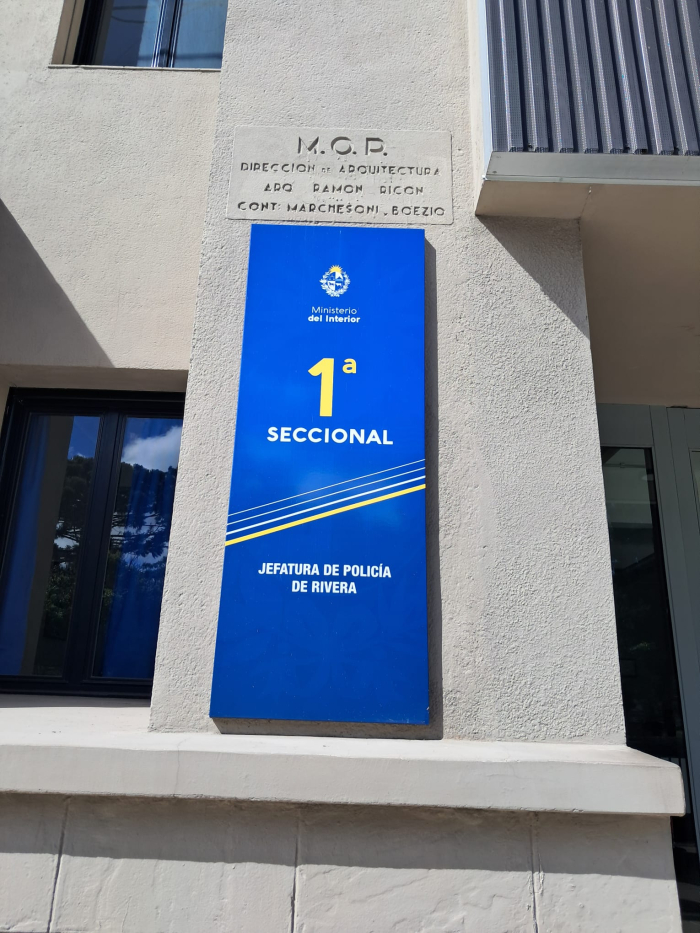 M.O.P.
DIRECCION DE ARQUITECTURA
ARQ RAMON RICON
CONT: MARCHESONI. BOEZIO
Ministerio
del Interior
1ª
SECCIONAL
JEFATURA DE POLICÍA
DE RIVERA